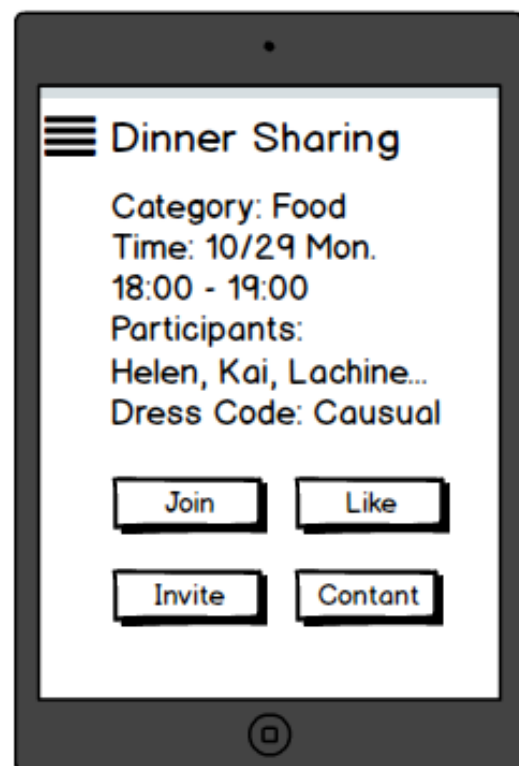 Dinner Sharing
Category: Food
Time: 10/29 Mon.
18:00 - 19:00
Participants:
Helen, Kai, Lachine...
Dress Code: Causual
Join Like
Invite Contant